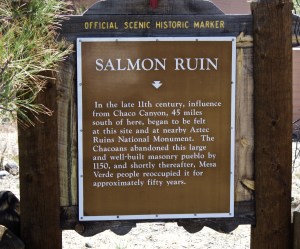 OFFICIAL SCENIC HISTORIC MARKER
SALMON RUIN
In the late 11th century, influence
from Chaco Canyon, 45 miles
south of here, began to be felt
at this site and at nearby Aztec
Ruins National Monument. The
Chacoans abandoned this large
and well-built masonry pueblo by
1150, and shortly thereafter, Mesa
Verde people reoccupied it for
approximately fifty years.